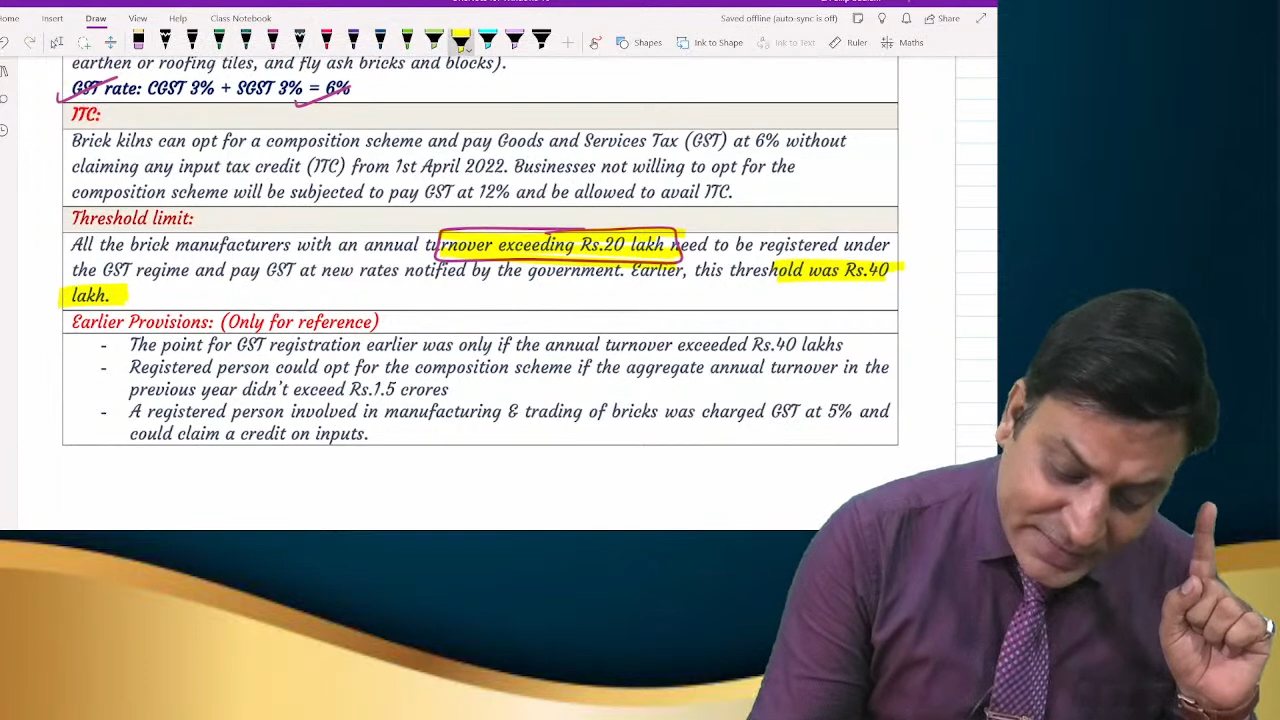 Home Insert Draw View Help Class Notebook Saved offline (auto-sync is off) Share
Shapes Ink to Shape Ink to Text Ruler Maths
earthen or roofing tiles, and fly ash bricks and blocks).
GST rate: CGST 3% + SGST 3% = 6%
ITC:
Brick kilns can opt for a composition scheme and pay Goods and Services Tax (GST) at 6% without
claiming any input tax credit (ITC) from 1st April 2022. Businesses not willing to opt for the
composition scheme will be subjected to pay GST at 12% and be allowed to avail ITC.
Threshold limit:
All the brick manufacturers with an annual turnover exceeding Rs.20 lakh need to be registered under
the GST regime and pay GST at new rates notified by the government. Earlier, this threshold was Rs.40
lakh.
Earlier Provisions: (Only for reference)
- The point for GST registration earlier was only if the annual turnover exceeded Rs.40 lakhs
- Registered person could opt for the composition scheme if the aggregate annual turnover in the
previous year didn't exceed Rs.1.5 crores
- A registered person involved in manufacturing & trading of bricks was charged GST at 5% and
could claim a credit on inputs.